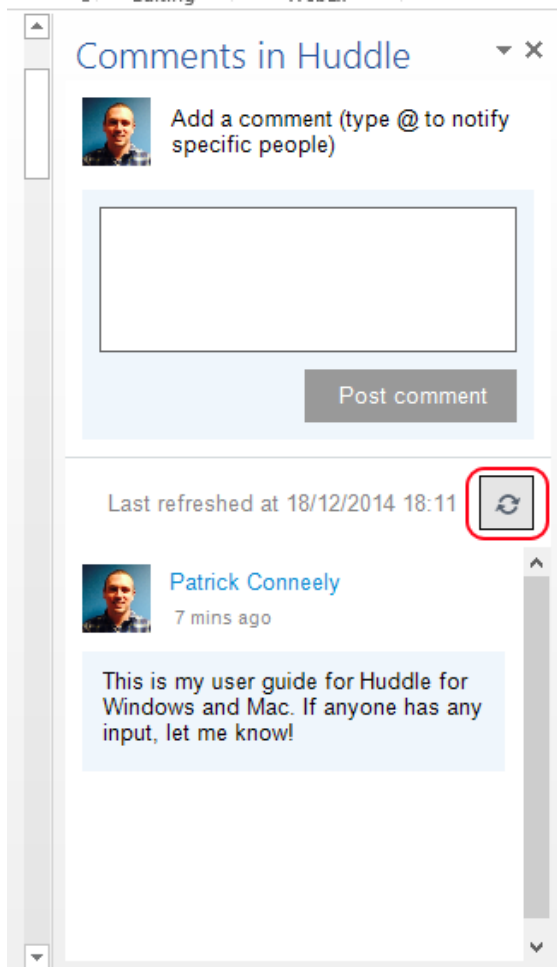 Editing
Comments in Huddle
Add a comment (type @ to notify
specific people)
Post comment
Last refreshed at 18/12/2014 18:11
Patrick Conneely
7 mins ago
This is my user guide for Huddle for
Windows and Mac. If anyone has any
input, let me know!